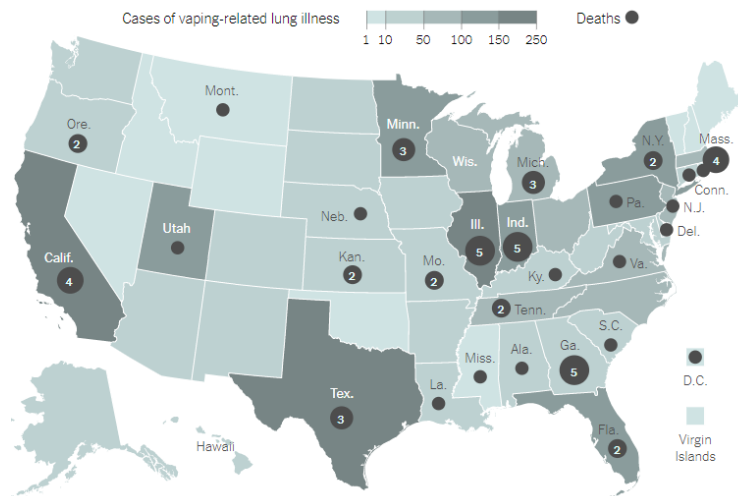 Cases of vaping-related lung illness
1 10 50 100 150 250
Deaths
Mont.
Ore.
2
Minn.
3
Wis.
Mich.
3
N.Y.
2
Mass.
4
Conn.
Pa.
N.J.
Del.
Utah
Neb.
Ill.
5
Ind.
5
Calif.
4
Kan.
2
Mo.
2
Ky.
Va.
2
Tenn.
S.C.
Tex.
3
La.
Miss.
Ala.
Ga.
5
D.C.
Fla.
2
Hawaii
Virgin
Islands